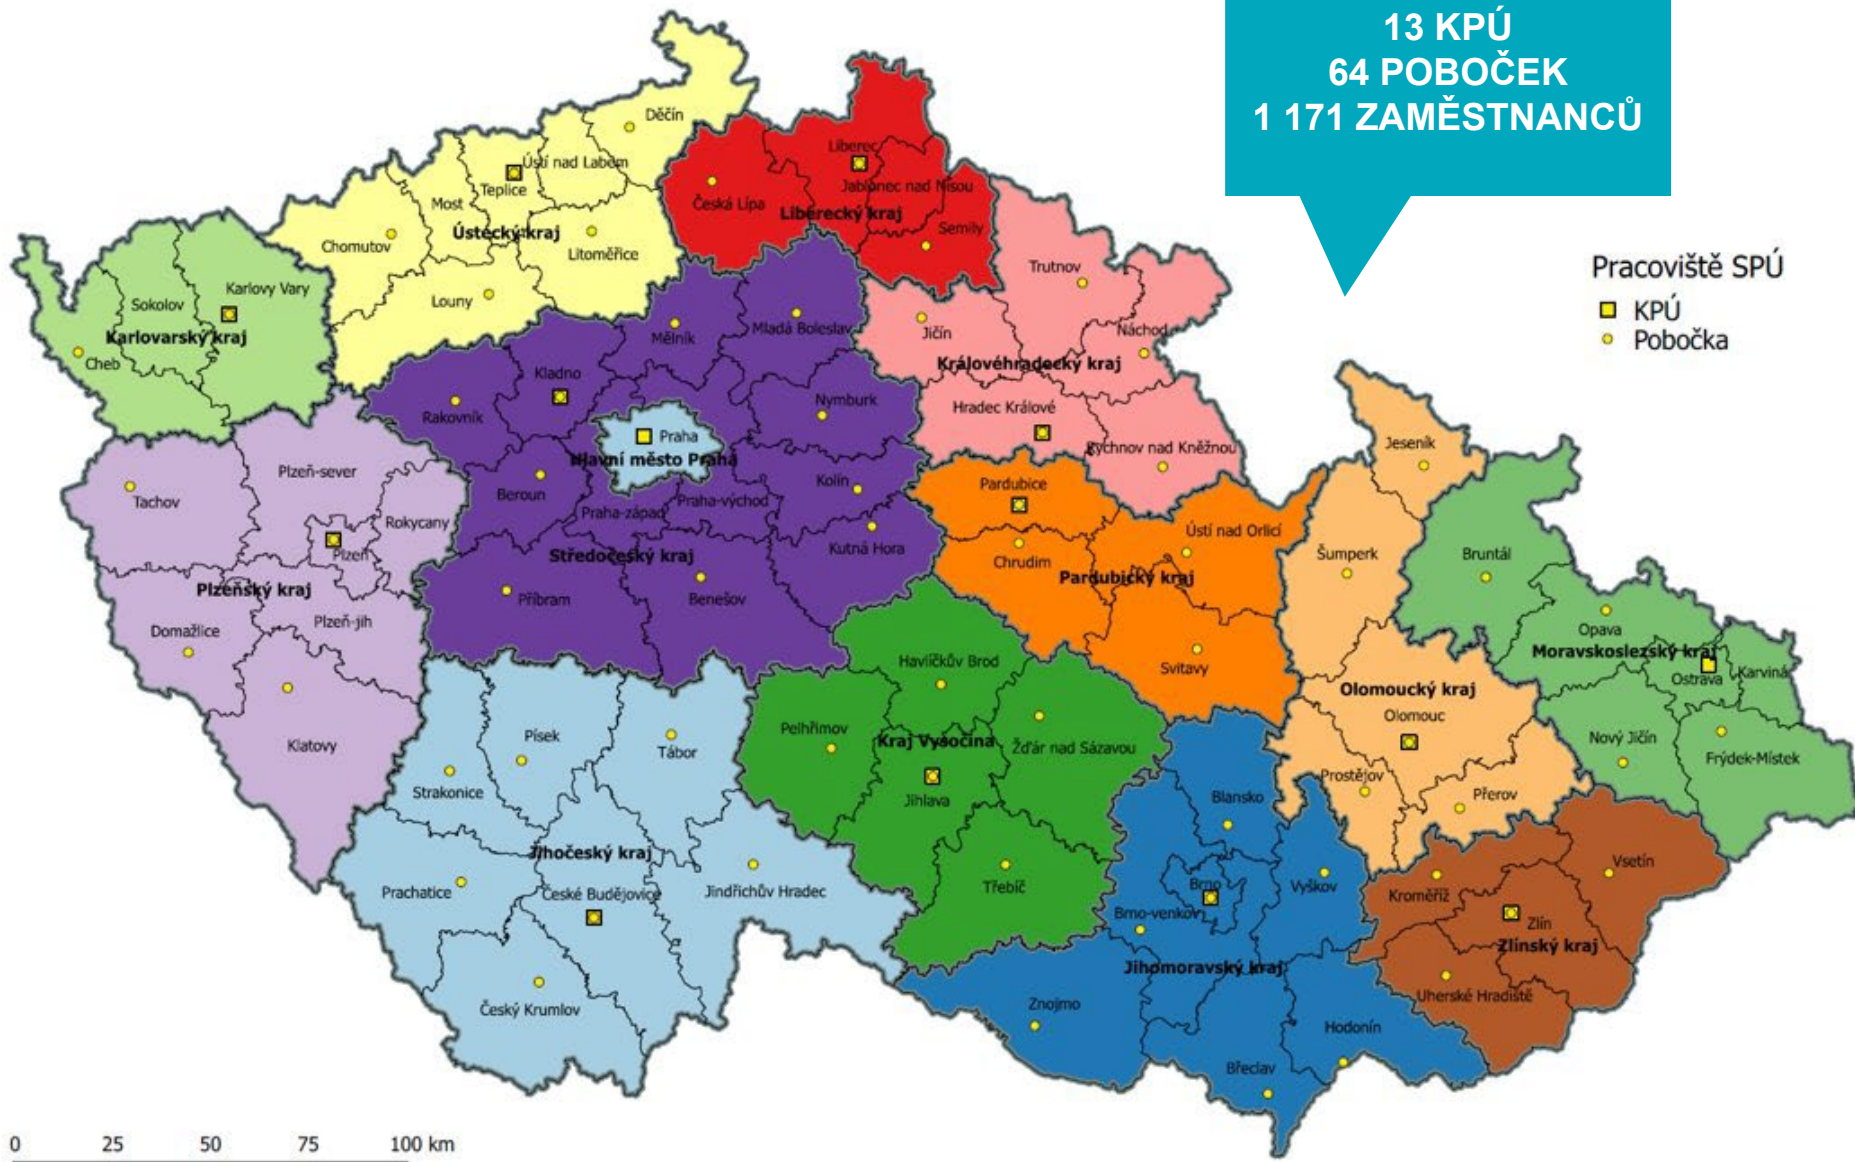 13 KPÚ
64 POBOČEK
1 171 ZAMĚSTNANCŮ
Pracoviště SPÚ
KPÚ
Pobočka
Děčín
Ústí nad Labem
Teplice
Most
Ústecký kraj
Chomutov
Litoměřice
Louny
Liberec
Jablonec nad Nisou
Česká Lípa
Liberecký kraj
Semily
Karlovy Vary
Sokolov
Karlovarský kraj
Cheb
Trutnov
Jičín
Náchod
Královéhradecký kraj
Hradec Králové
Rychnov nad Kněžnou
Mělník
Mladá Boleslav
Kladno
Rakovník
Nymburk
Praha
Hlavní město Praha
Kolín
Beroun
Praha-západ
Praha-východ
Kutná Hora
Středočeský kraj
Příbram
Benešov
Plzeň-sever
Tachov
Rokycany
Plzeň
Plzeňský kraj
Domažlice
Plzeň-jih
Klatovy
Pardubice
Ústí nad Orlicí
Chrudim
Pardubický kraj
Svitavy
Jeseník
Šumperk
Olomoucký kraj
Olomouc
Prostějov
Přerov
Bruntál
Opava
Moravskoslezský kraj
Ostrava
Karviná
Nový Jičín
Frýdek-Místek
Havlíčkův Brod
Pelhřimov
Kraj Vysočina
Žďár nad Sázavou
Jihlava
Třebíč
Písek
Tábor
Strakonice
Jihočeský kraj
Prachatice
České Budějovice
Jindřichův Hradec
Český Krumlov
Blansko
Brno
Vyškov
Brno-venkov
Jihomoravský kraj
Znojmo
Hodonín
Břeclav
Vsetín
Kroměříž
Zlín
Zlínský kraj
Uherské Hradiště
0 25 50 75 100 km